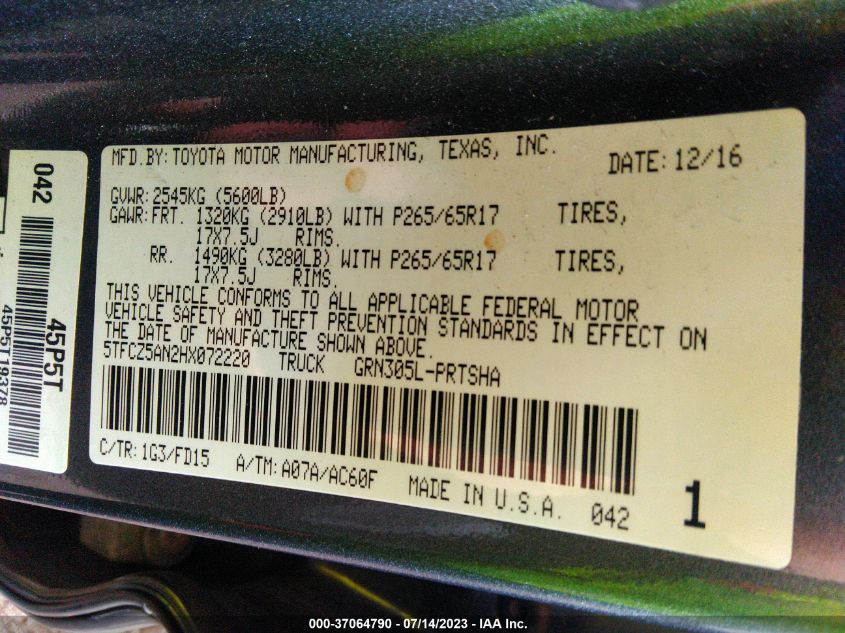 MFD.BY: TOYOTA MOTOR MANUFACTURING, TEXAS, INC. DATE: 12/16
GVWR: 2545KG (5600LB)
GAWR: FRT. 1320KG (2910LB) WITH P265/65R17 TIRES,
17X7.5J RIMS.
RR. 1490KG (3280LB) WITH P265/65R17 TIRES,
17X7.5J RIMS.
THIS VEHICLE CONFORMS TO ALL APPLICABLE FEDERAL MOTOR
VEHICLE SAFETY AND THEFT PREVENTION STANDARDS IN EFFECT ON
THE DATE OF MANUFACTURE SHOWN ABOVE.
5TFCZ5AN2HX072220 TRUCK GRN305L-PRTSHA
C/TR: 1G3/FD15 A/TM: A07A/AC60F MADE IN U.S.A. 042 1
042
45P5T
45P5T19378
000-37064790 - 07/14/2023 - IAA Inc.